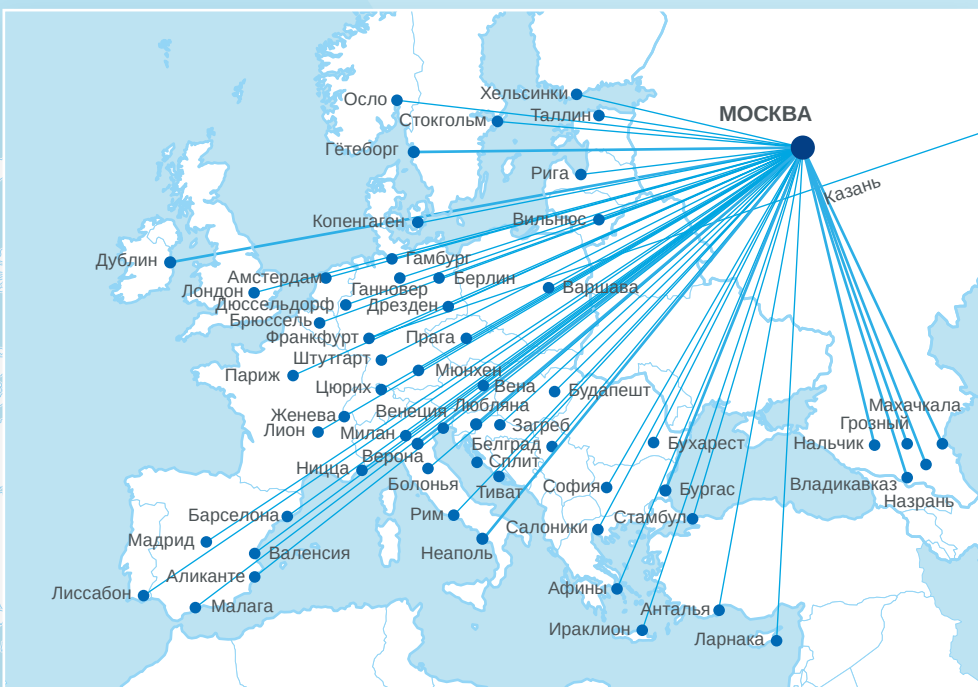 Осло
Хельсинки
Таллин
Стокгольм
МОСКВА
Гётеборг
Рига
Казань
Копенгаген
Вильнюс
Дублин
Гамбург
Амстердам
Ганновер
Берлин
Лондон
Варшава
Дюссельдорф
Дрезден
Брюссель
Франкфурт
Прага
Штутгарт
Париж
Мюнхен
Цюрих
Вена
Будапешт
Женева
Венеция
Любляна
Махачкала
Лион
Милан
Загреб
Грозный
Верона
Белград
Бухарест
Нальчик
Ницца
Сплит
Болонья
Тиват
София
Бургас
Владикавказ
Назрань
Барселона
Рим
Салоники
Стамбул
Мадрид
Валенсия
Неаполь
Аликанте
Лиссабон
Малага
Афины
Анталья
Ираклион
Ларнака